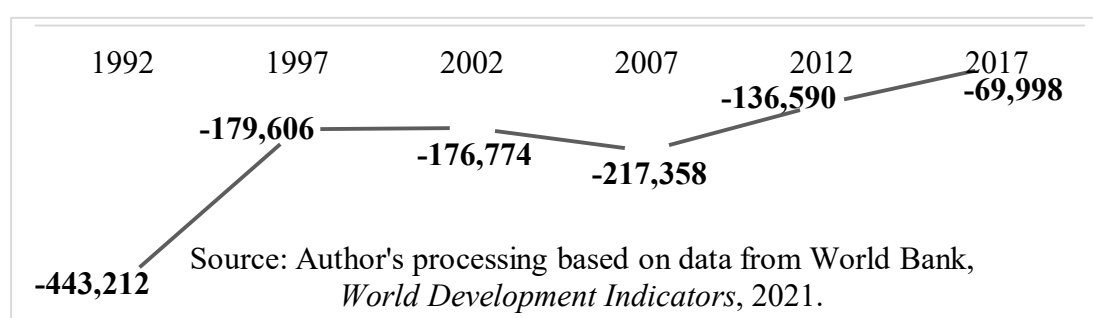 1992 1997 2002 2007 2012 2017
-136,590 -69,998
-179,606
-176,774
-217,358
Source: Author's processing based on data from World Bank,
-443,212
World Development Indicators, 2021.